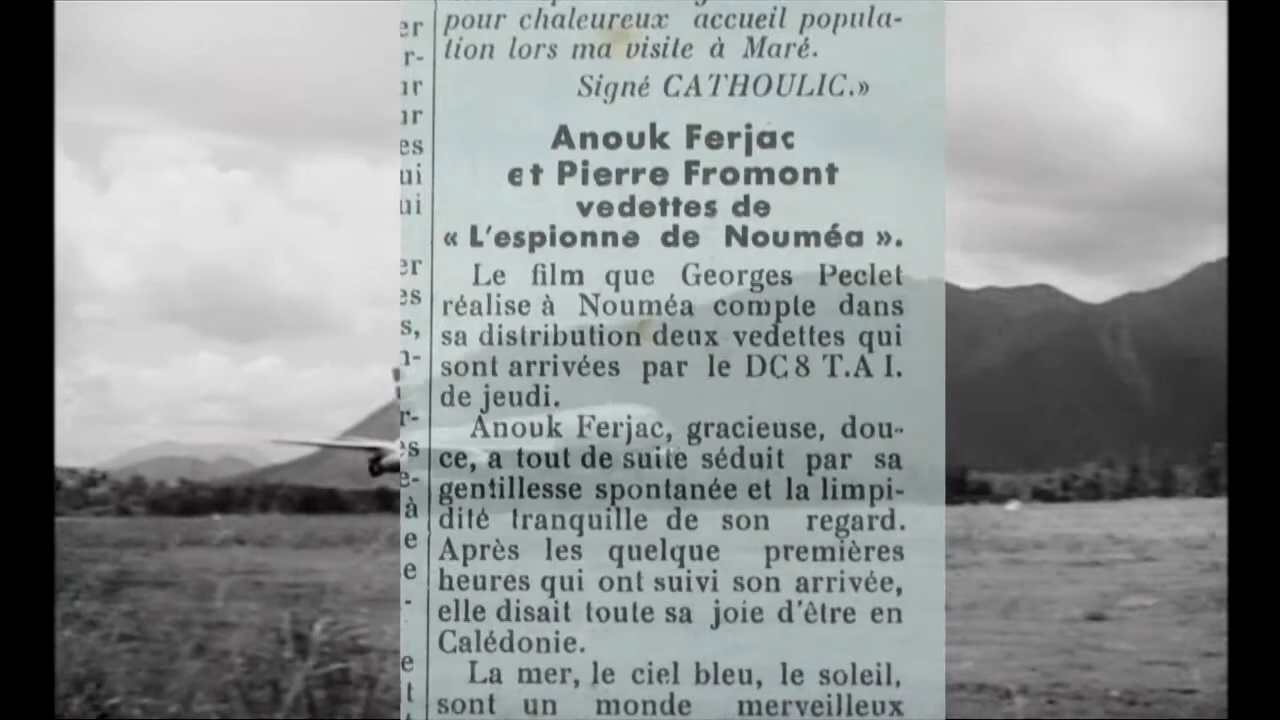 pour chaleureux accueil popula-
tion lors ma visite à Maré.
Signé CATHOULIC.»
Anouk Ferjac
et Pierre Fromont
vedettes de
« L'espionne de Nouméa ».
Le film que Georges Peclet
réalise à Nouméa compte dans
sa distribution deux vedettes qui
sont arrivées par le DC8 T.A I.
de jeudi.
Anouk Ferjac, gracieuse, dou-
ce, a tout de suite séduit par sa
gentillesse spontanée et la limpi-
dité tranquille de son regard.
Après les quelque premières
heures qui ont suivi son arrivée,
elle disait toute sa joie d'être en
Calédonie.
La mer, le ciel bleu, le soleil,
sont un monde merveilleux